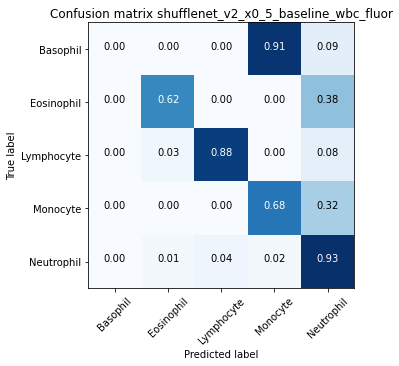 Confusion matrix shufflenet_v2_x0_5_baseline_wbc_fluor
True label
Basophil 0.00 0.00 0.00 0.91 0.09
Eosinophil 0.00 0.62 0.00 0.00 0.38
Lymphocyte 0.00 0.03 0.88 0.00 0.08
Monocyte 0.00 0.00 0.00 0.68 0.32
Neutrophil 0.00 0.01 0.04 0.02 0.93
Basophil Eosinophil Lymphocyte Monocyte Neutrophil
Predicted label